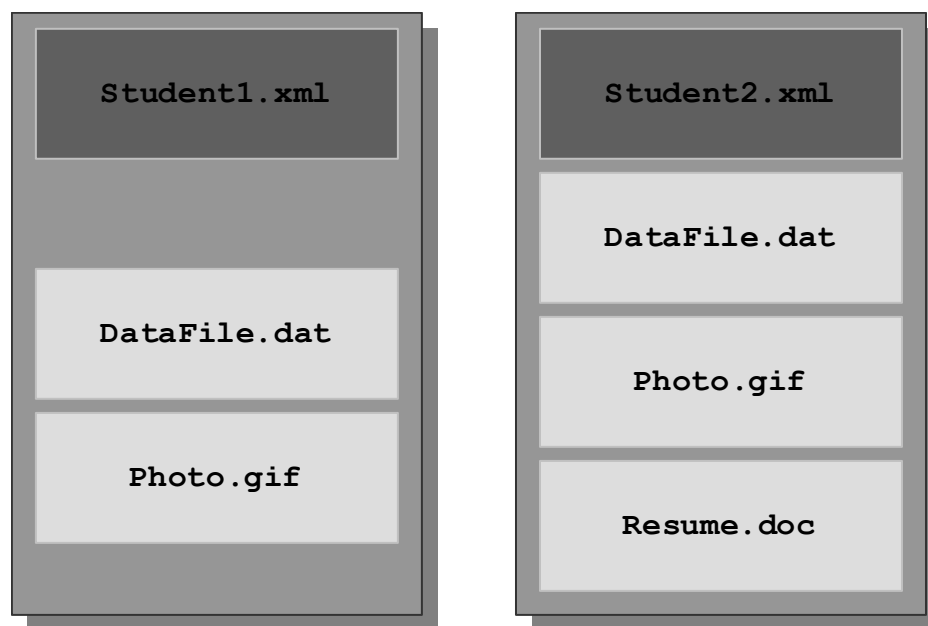 Student1.xml
DataFile.dat
Photo.gif
Student2.xml
DataFile.dat
Photo.gif
Resume.doc